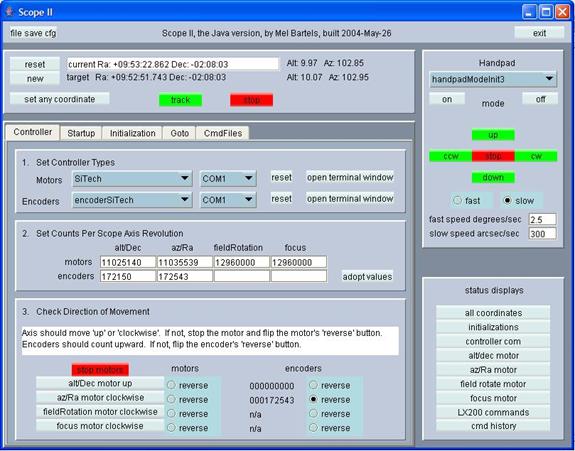 Scope II
file save cfg
Scope II, the Java version, by Mel Bartels, built 2004-May-26
exit
reset
current Ra: +09:53:22.862 Dec: -02:08:03
Alt: 9.97 Az: 102.85
new
target Ra: +09:52:51.743 Dec: -02:08:03
Alt: 10.07 Az: 102.95
set any coordinate
track
stop
Handpad
handpadModeInit3
on
mode
off
up
ccw
stop
cw
down
fast
slow
fast speed degrees/sec
2.5
slow speed arcsec/sec
300
Controller
Startup
Initialization
Goto
CmdFiles
1. Set Controller Types
Motors
SiTech
COM1
reset
open terminal window
Encoders
encoderSiTech
COM1
reset
open terminal window
2. Set Counts Per Scope Axis Revolution
alt/Dec
az/Ra
fieldRotation
focus
motors
11025140
11035539
12960000
12960000
encoders
172150
172543
adopt values
3. Check Direction of Movement
Axis should move 'up' or 'clockwise'. If not, stop the motor and flip the motor's 'reverse' button.
Encoders should count upward. If not, flip the encoder's 'reverse' button.
stop motors
motors
encoders
alt/Dec motor up
reverse
000000000
reverse
az/Ra motor clockwise
reverse
000172543
reverse
fieldRotation motor clockwise
reverse
n/a
reverse
focus motor clockwise
reverse
n/a
reverse
status displays
all coordinates
initializations
controller com
alt/dec motor
az/Ra motor
field rotate motor
focus motor
LX200 commands
cmd history